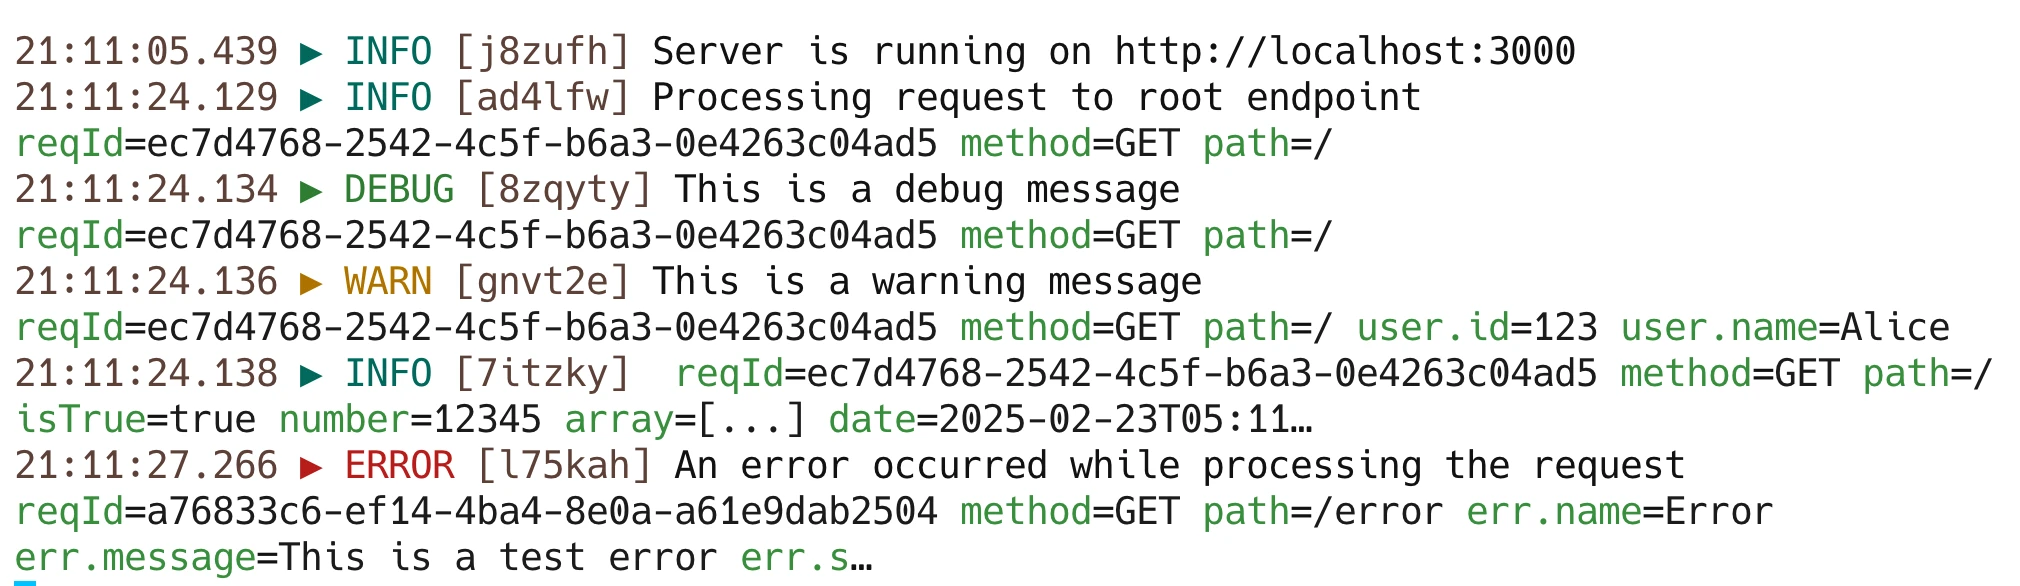 21:11:05.439 ▶ INFO [j8zufh] Server is running on http://localhost:3000
21:11:24.129 ▶ INFO [ad4lfw] Processing request to root endpoint
reqId=ec7d4768-2542-4c5f-b6a3-0e4263c04ad5 method=GET path=/
21:11:24.134 ▶ DEBUG [8zqyty] This is a debug message
reqId=ec7d4768-2542-4c5f-b6a3-0e4263c04ad5 method=GET path=/
21:11:24.136 ▶ WARN [gnvt2e] This is a warning message
reqId=ec7d4768-2542-4c5f-b6a3-0e4263c04ad5 method=GET path=/ user.id=123 user.name=Alice
21:11:24.138 ▶ INFO [7itzky]  reqId=ec7d4768-2542-4c5f-b6a3-0e4263c04ad5 method=GET path=/
isTrue=true number=12345 array=[...] date=2025-02-23T05:11…
21:11:27.266 ▶ ERROR [l75kah] An error occurred while processing the request
reqId=a76833c6-ef14-4ba4-8e0a-a61e9dab2504 method=GET path=/error err.name=Error
err.message=This is a test error err.s…